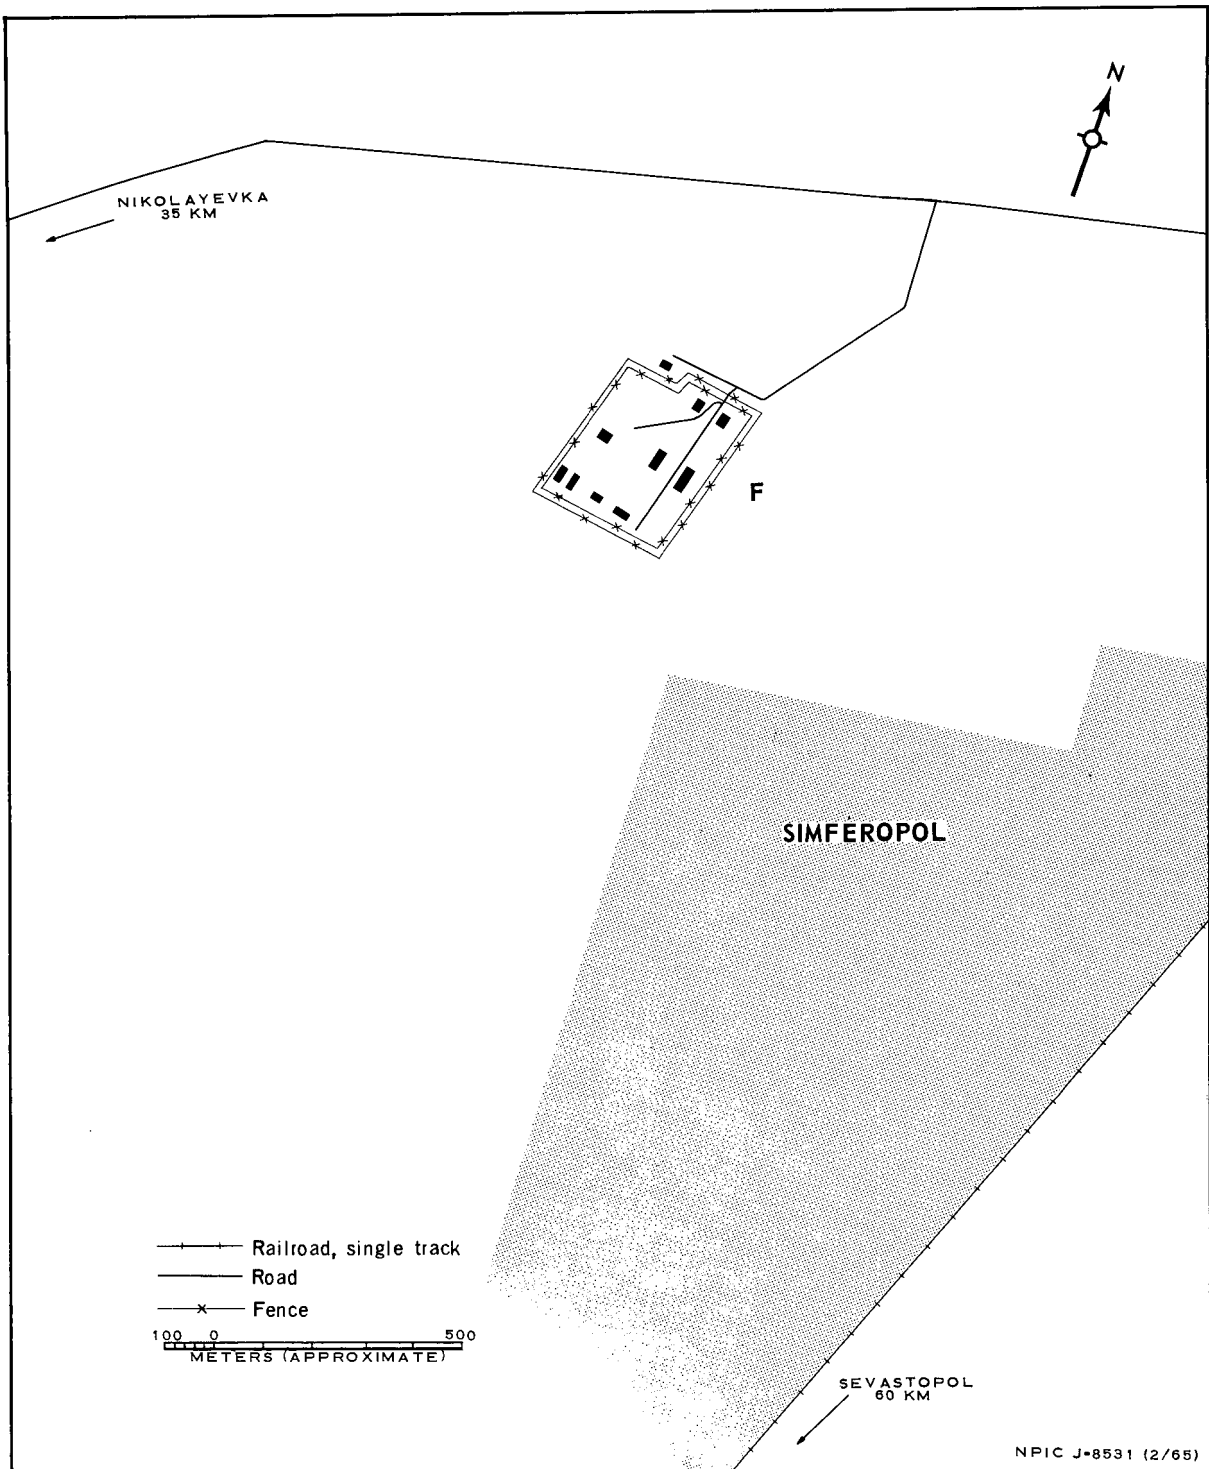 N
NIKOLAYEVKA
35 KM
F
SIMFEROPOL
Railroad, single track
Road
Fence
100 0 500
METERS (APPROXIMATE)
SEVASTOPOL
60 KM
NPIC J-8531 (2/65)